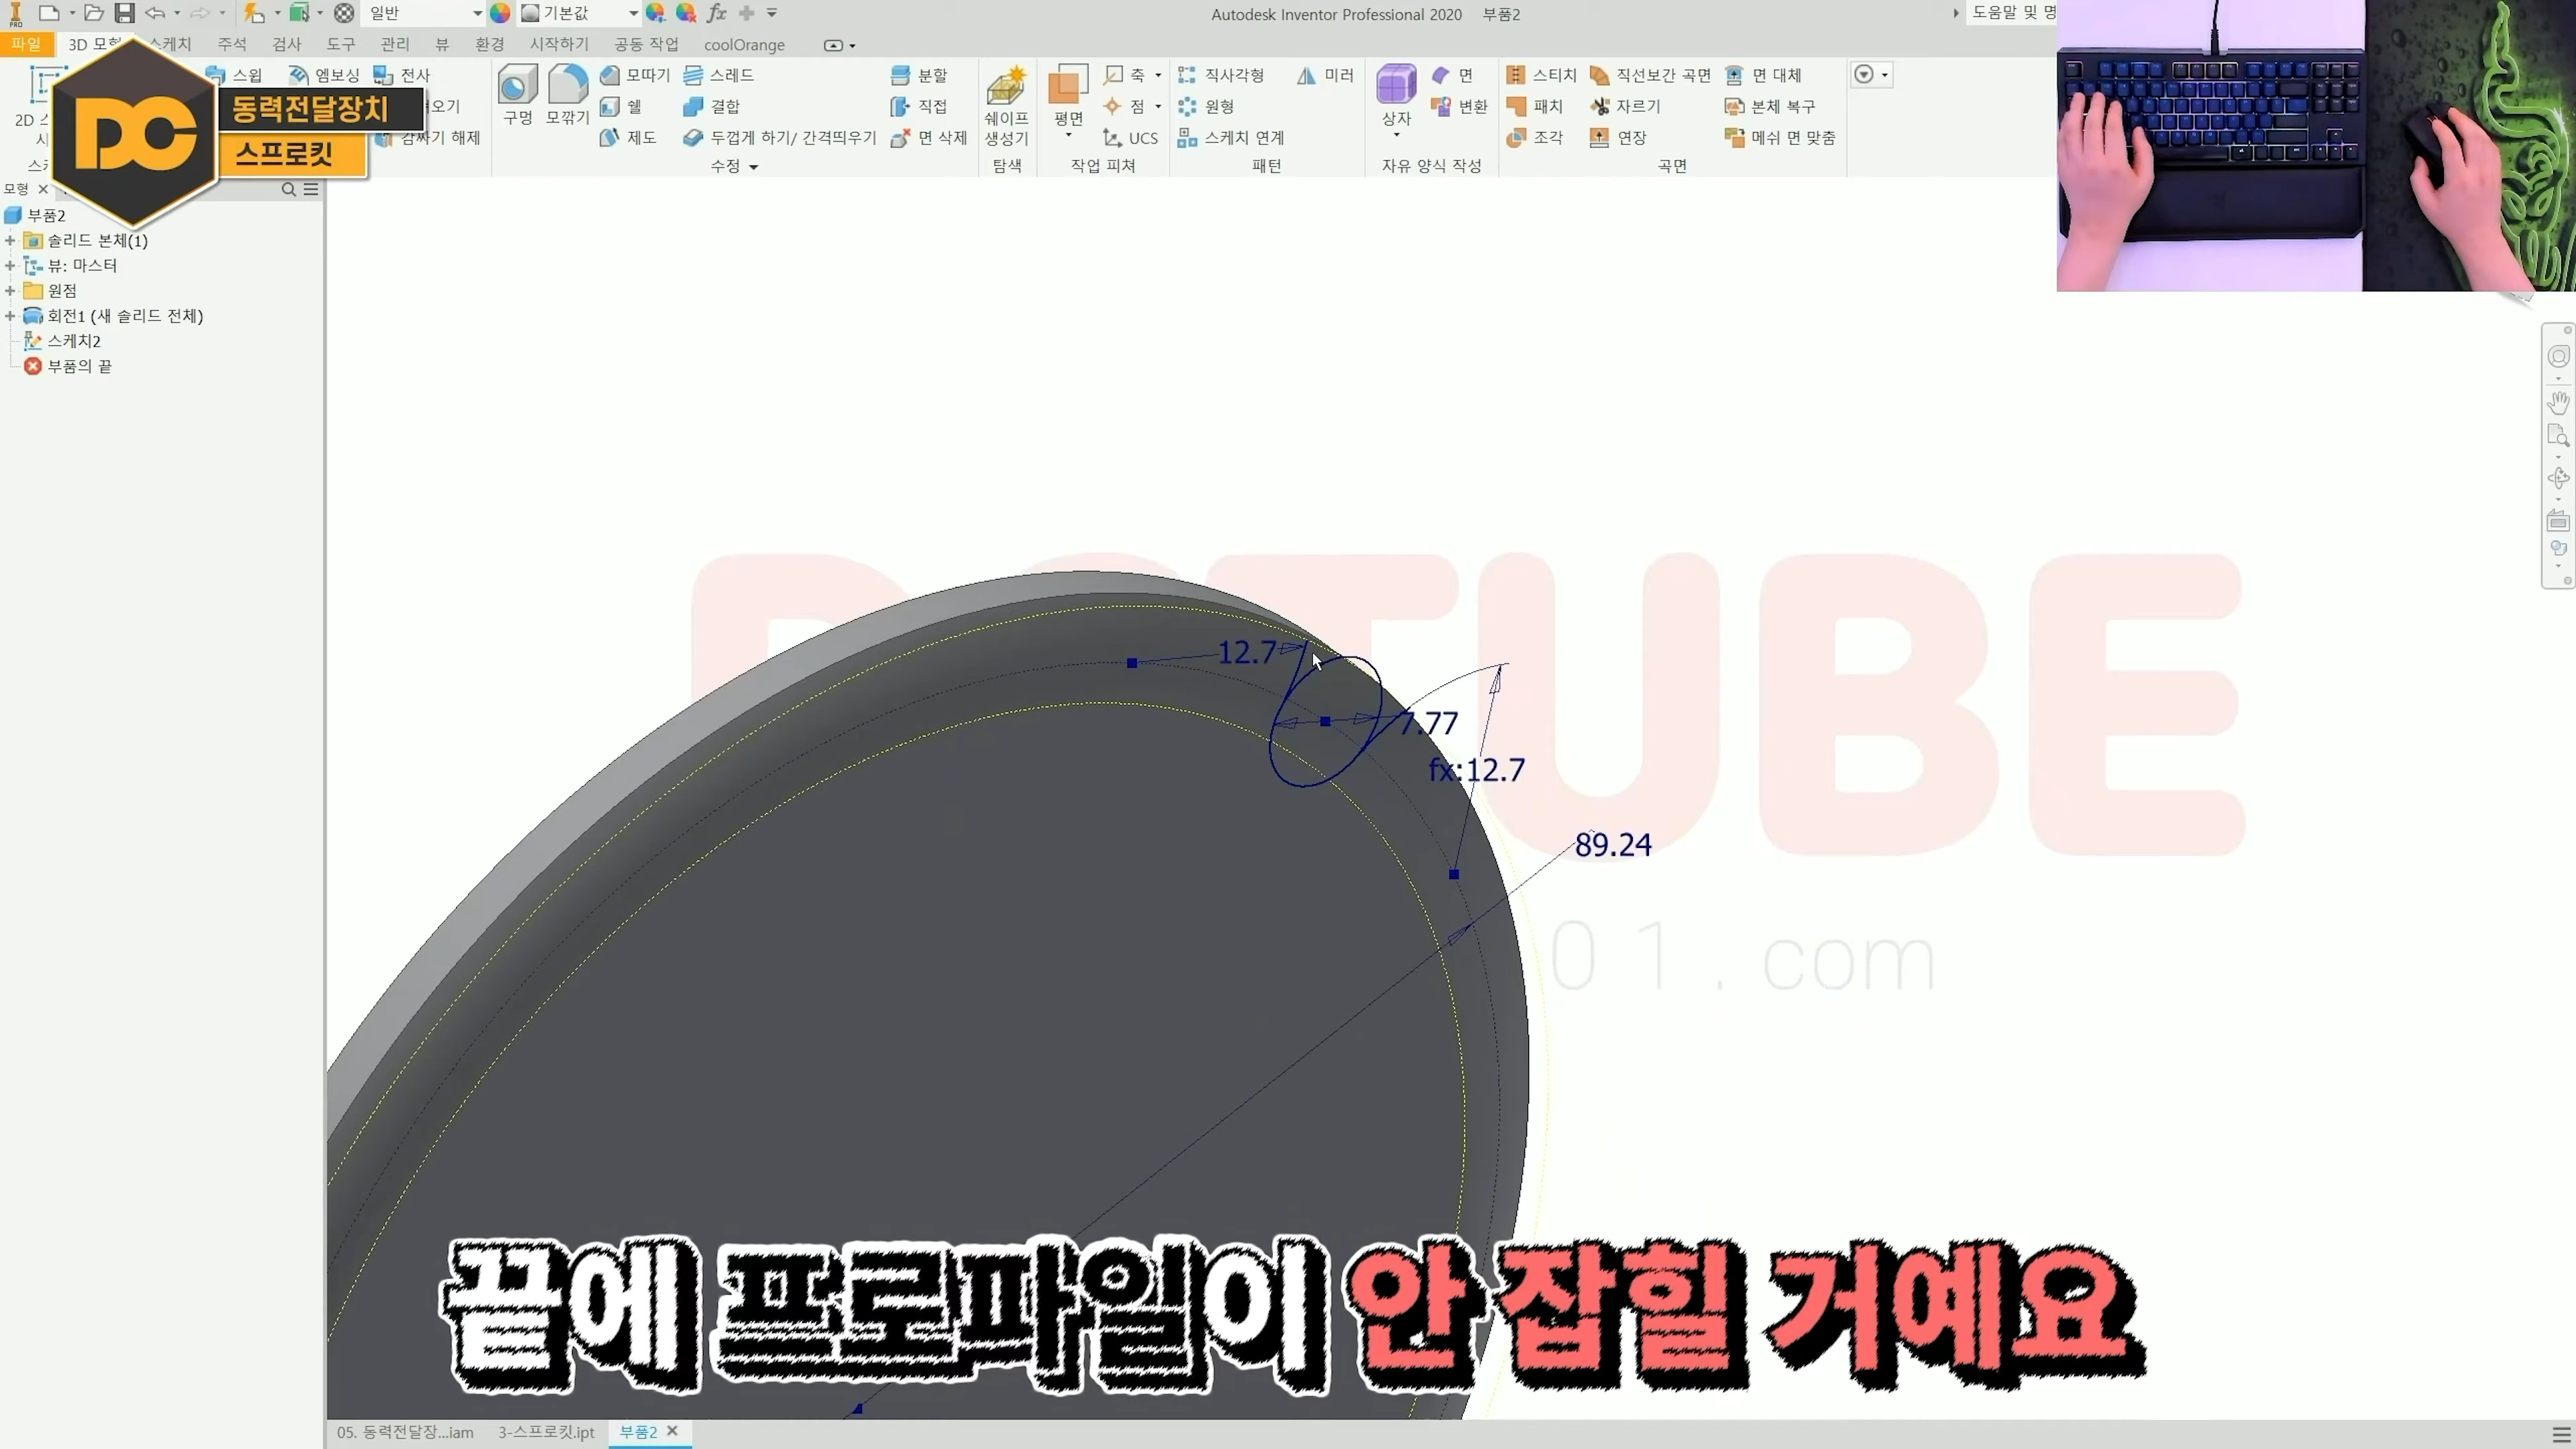 PRO
일반
기본값
fx
Autodesk Inventor Professional 2020 부품2
도움말 및 명
파일
3D 모형
스케치
주석
검사
도구
관리
뷰
환경
시작하기
공동 작업
coolOrange
DC
동력전달장치
스프로킷
스윕
엠보싱
전사
감싸기 해제
구멍
모깎기
모따기
쉘
제도
스레드
결합
두껍게 하기/ 간격띄우기
분할
직접
면 삭제
수정
쉐이프
생성기
탐색
평면
축
점
UCS
작업 피쳐
직사각형
미러
원형
스케치 연계
패턴
상자
면
변환
자유 양식 작성
스티치
패치
조각
직선보간 곡면
자르기
연장
면 대체
본체 복구
메쉬 면 맞춤
곡면
모형
부품2
솔리드 본체(1)
뷰: 마스터
원점
회전1 (새 솔리드 전체)
스케치2
부품의 끝
12.7
7.77
fx:12.7
89.24
TUBE
01.com
끝에 프로파일이 안 잡힐 거예요
05. 동력전달장...iam
3-스프로킷.ipt
부품2